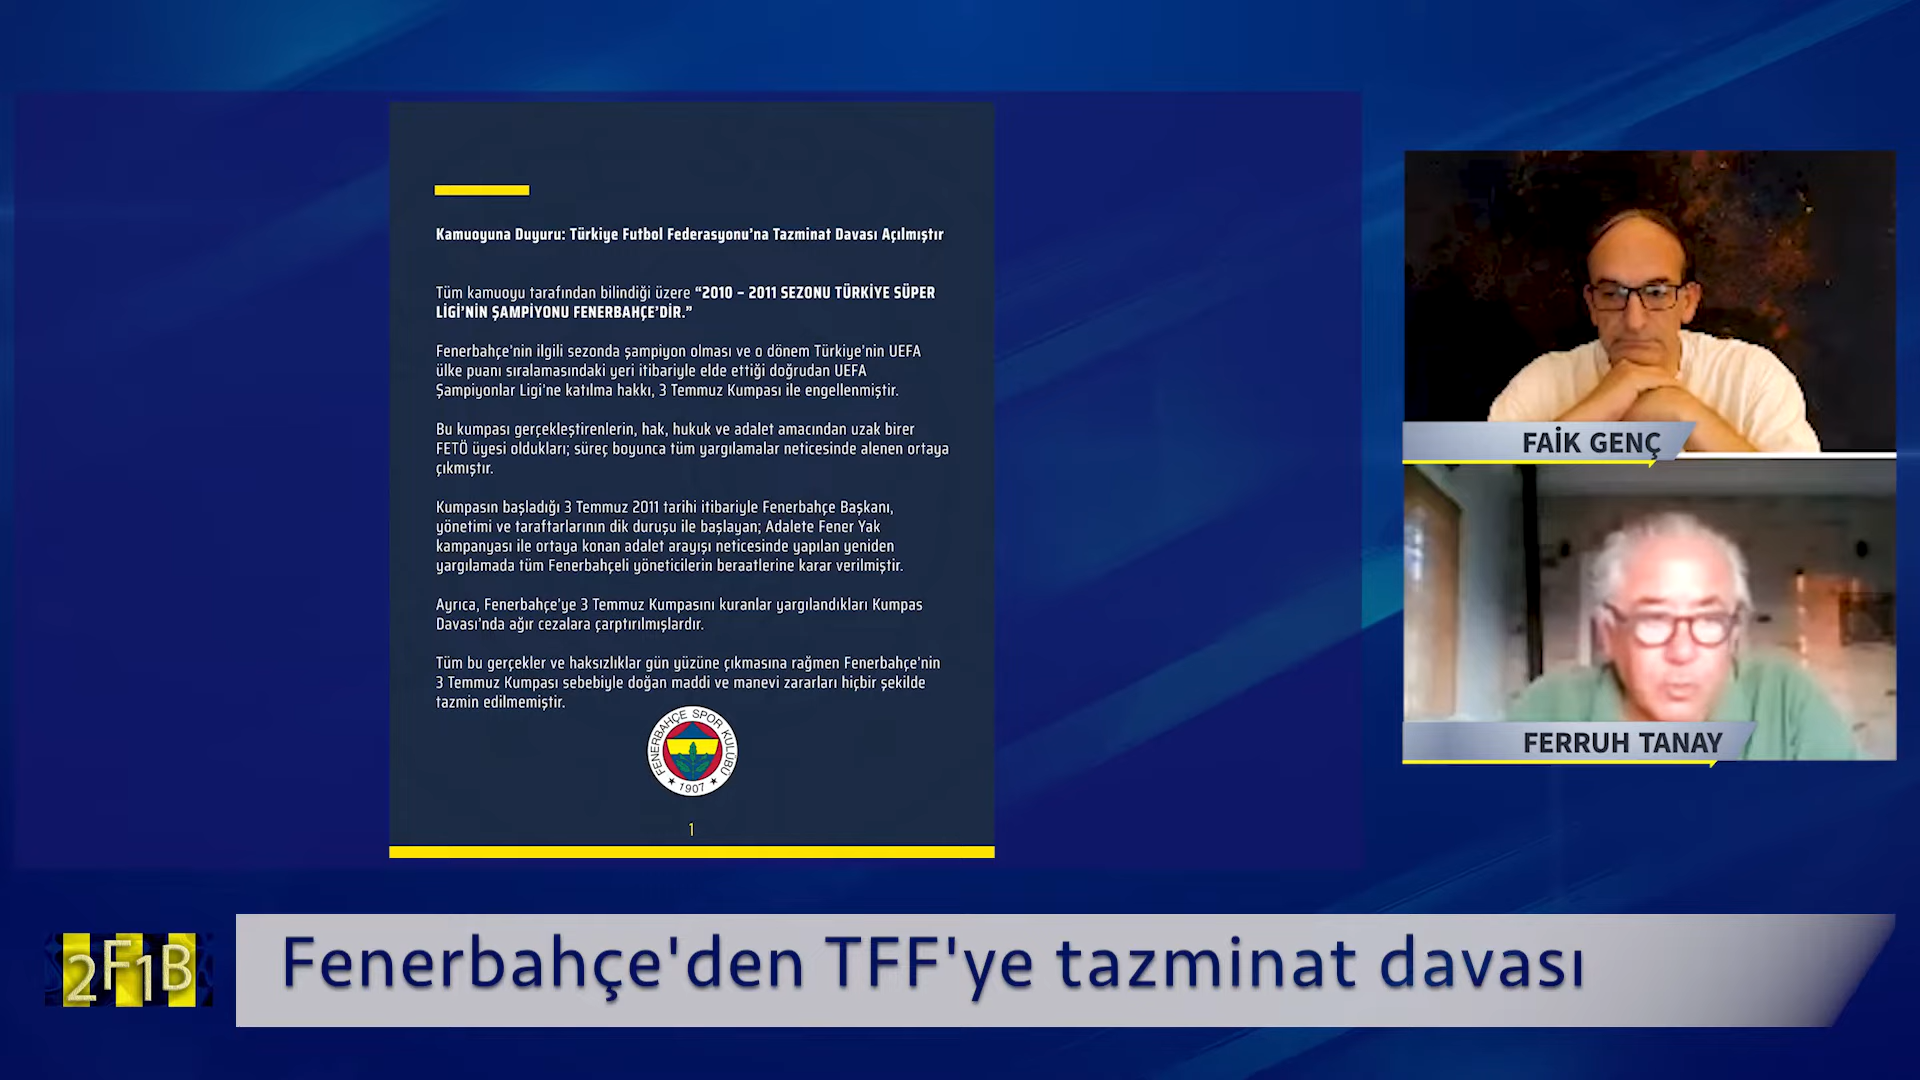 Kamuoyuna Duyuru: Türkiye Futbol Federasyonu'na Tazminat Davası Açılmıştır
Tüm kamuoyu tarafından bilindiği üzere “2010 – 2011 SEZONU TÜRKİYE SÜPER
LİGİ'NİN ŞAMPİYONU FENERBAHÇE'DİR.”
Fenerbahçe'nin ilgili sezonda şampiyon olması ve o dönem Türkiye'nin UEFA
ülke puanı sıralamasındaki yeri itibariyle elde ettiği doğrudan UEFA
Şampiyonlar Ligi'ne katılma hakkı, 3 Temmuz Kumpası ile engellenmiştir.
Bu kumpası gerçekleştirenlerin, hak, hukuk ve adalet amacından uzak birer
FETÖ üyesi oldukları; süreç boyunca tüm yargılamalar neticesinde alenen ortaya
çıkmıştır.
Kumpasın başladığı 3 Temmuz 2011 tarihi itibariyle Fenerbahçe Başkanı,
yönetimi ve taraftarlarının dik duruşu ile başlayan; Adalete Fener Yak
kampanyası ile ortaya konan adalet arayışı neticesinde yapılan yeniden
yargılamada tüm Fenerbahçeli yöneticilerin beraatlerine karar verilmiştir.
Ayrıca, Fenerbahçe'ye 3 Temmuz Kumpasını kuranlar yargılandıkları Kumpas
Davası'nda ağır cezalara çarptırılmışlardır.
Tüm bu gerçekler ve haksızlıklar gün yüzüne çıkmasına rağmen Fenerbahçe'nin
3 Temmuz Kumpası sebebiyle doğan maddi ve manevi zararları hiçbir şekilde
tazmin edilmemiştir.
FENERBAHÇE SPOR KULÜBÜ
1907
1
FAİK GENÇ
FERRUH TANAY
2F1B
Fenerbahçe'den TFF'ye tazminat davası